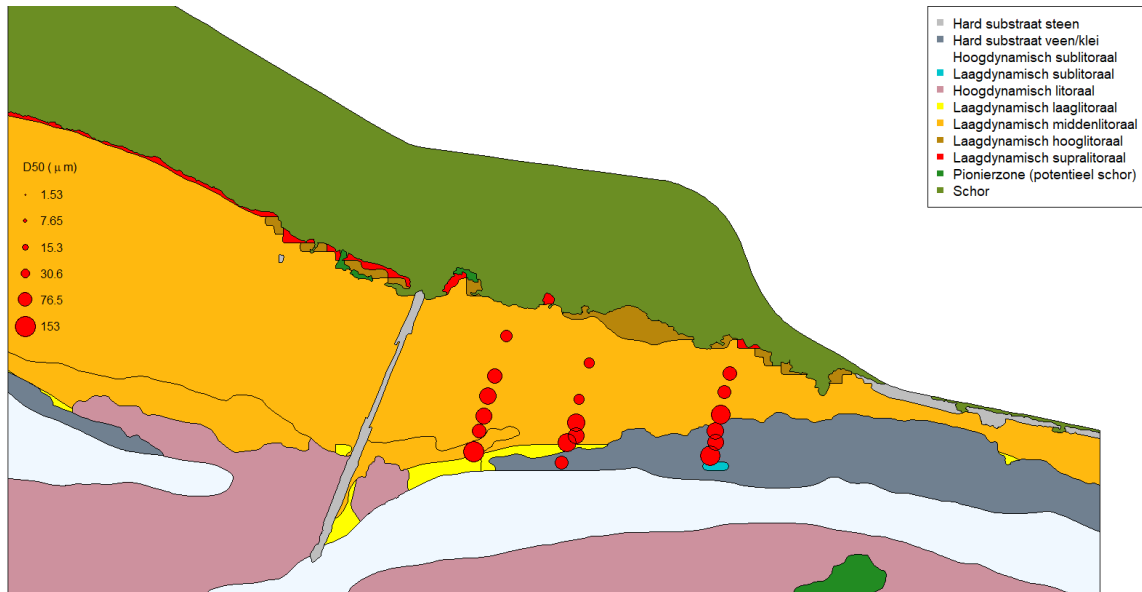 Hard substraat steen
Hard substraat veen/klei
Hoogdynamisch sublitoraal
Laagdynamisch sublitoraal
Hoogdynamisch litoraal
Laagdynamisch laaglitoraal
Laagdynamisch middenlitoraal
Laagdynamisch hooglitoraal
Laagdynamisch supralitoraal
Pionierzone (potentieel schor)
Schor
D50 ( μm)
1.53
7.65
15.3
30.6
76.5
153